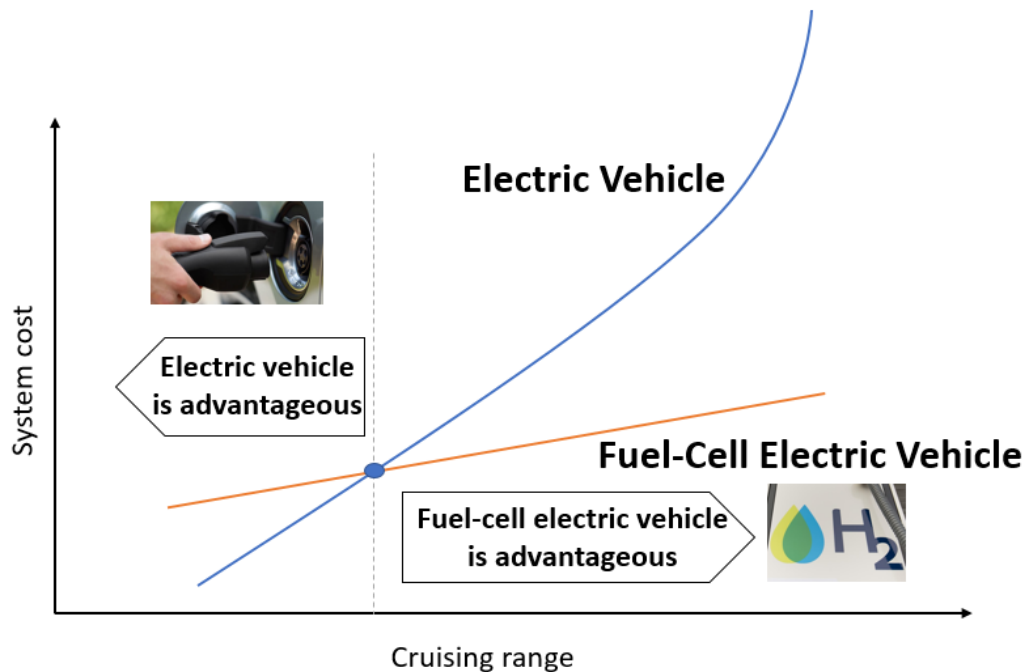 Electric Vehicle
Electric vehicle
is advantageous
System cost
Fuel-Cell Electric Vehicle
Fuel-cell electric vehicle
is advantageous
H2
Cruising range